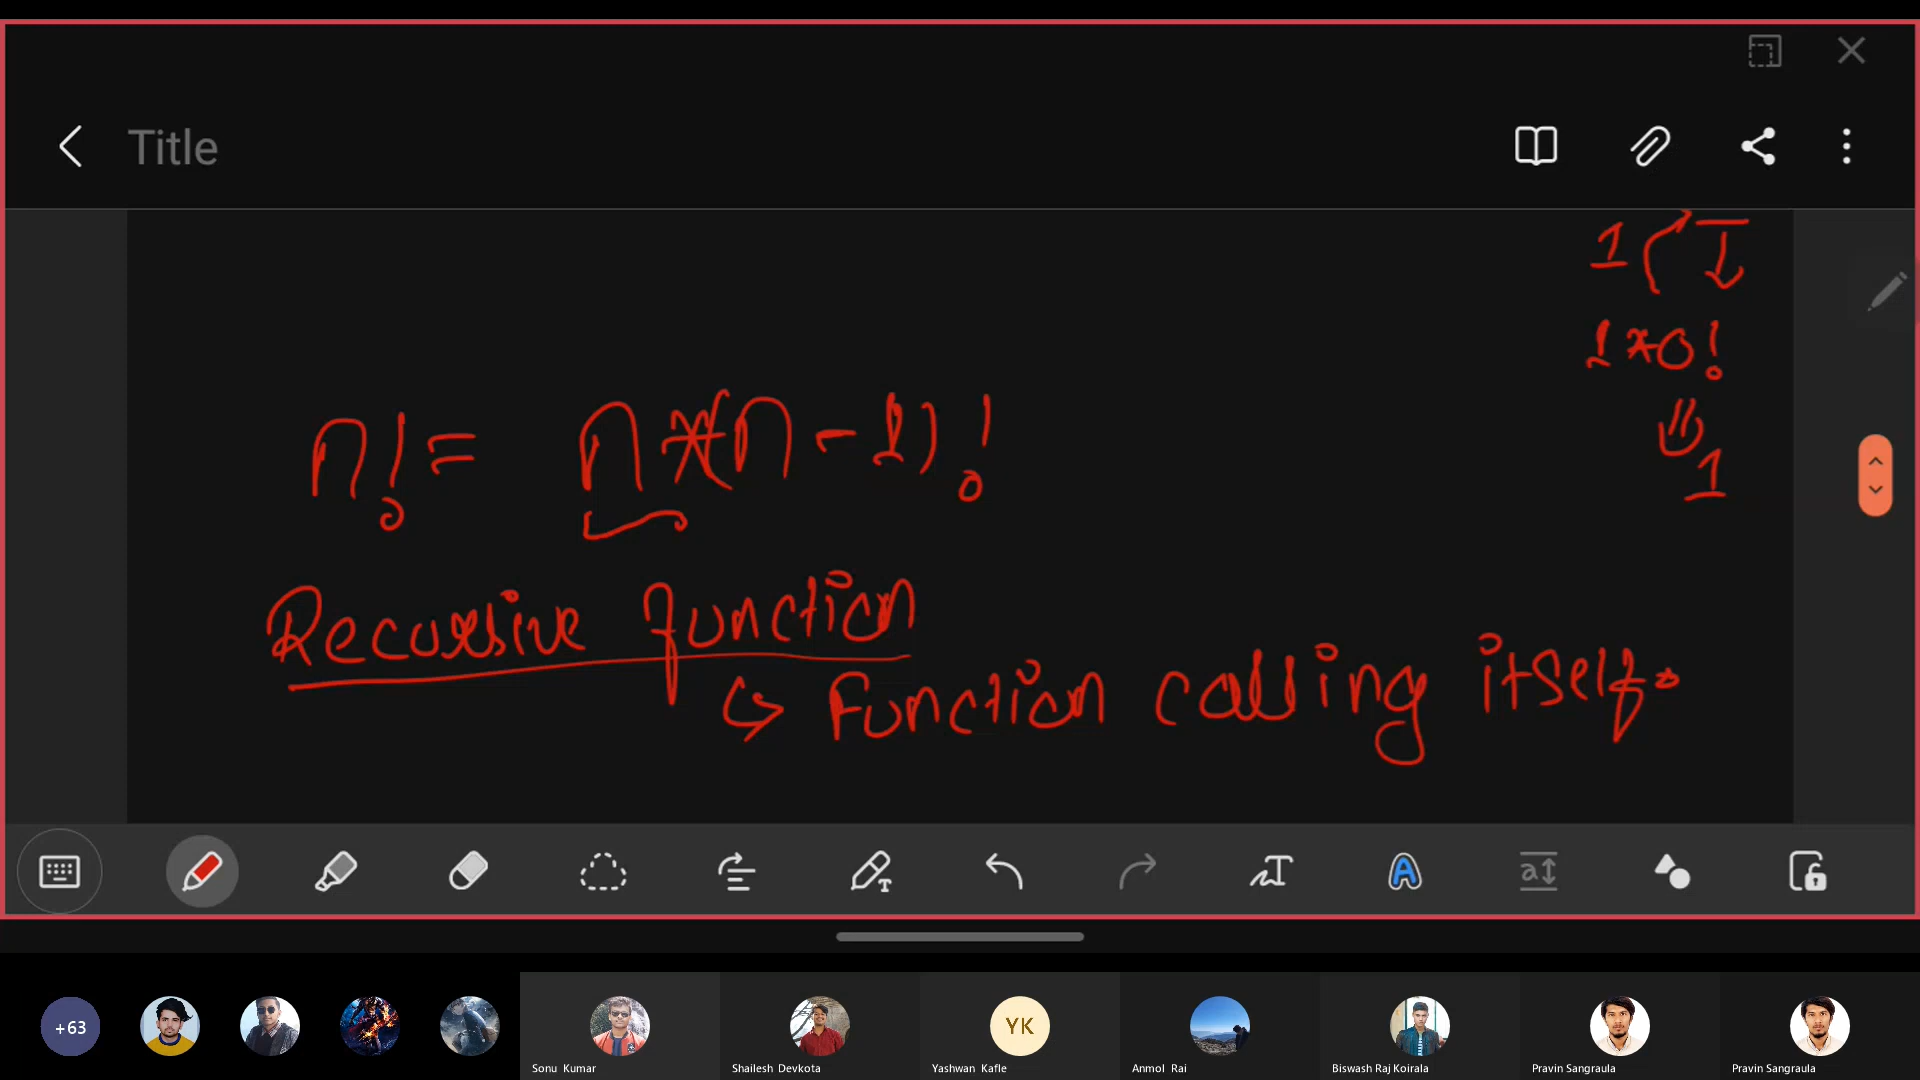 Title
1
1*0!
1
n! = n*(n-1)!
Recursive function
↳ Function calling itself.
+63
YK
Sonu Kumar
Shailesh Devkota
Yashwan Kafle
Anmol Rai
Biswash Raj Koirala
Pravin Sangraula
Pravin Sangraula